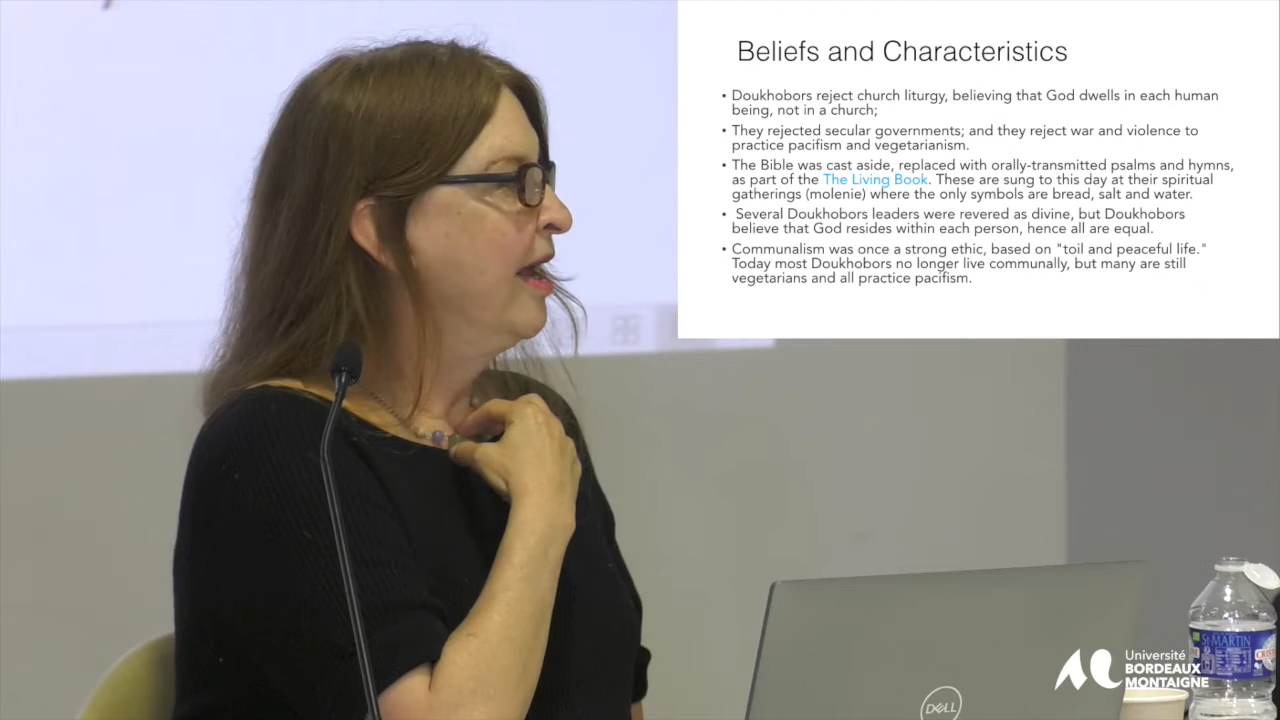 Beliefs and Characteristics
• Doukhobors reject church liturgy, believing that God dwells in each human
being, not in a church;
• They rejected secular governments; and they reject war and violence to
practice pacifism and vegetarianism.
• The Bible was cast aside, replaced with orally-transmitted psalms and hymns,
as part of the The Living Book. These are sung to this day at their spiritual
gatherings (molenie) where the only symbols are bread, salt and water.
• Several Doukhobors leaders were revered as divine, but Doukhobors
believe that God resides within each person, hence all are equal.
• Communalism was once a strong ethic, based on "toil and peaceful life."
Today most Doukhobors no longer live communally, but many are still
vegetarians and all practice pacifism.
St-MARTIN
DELL
Université
BORDEAUX
MONTAIGNE